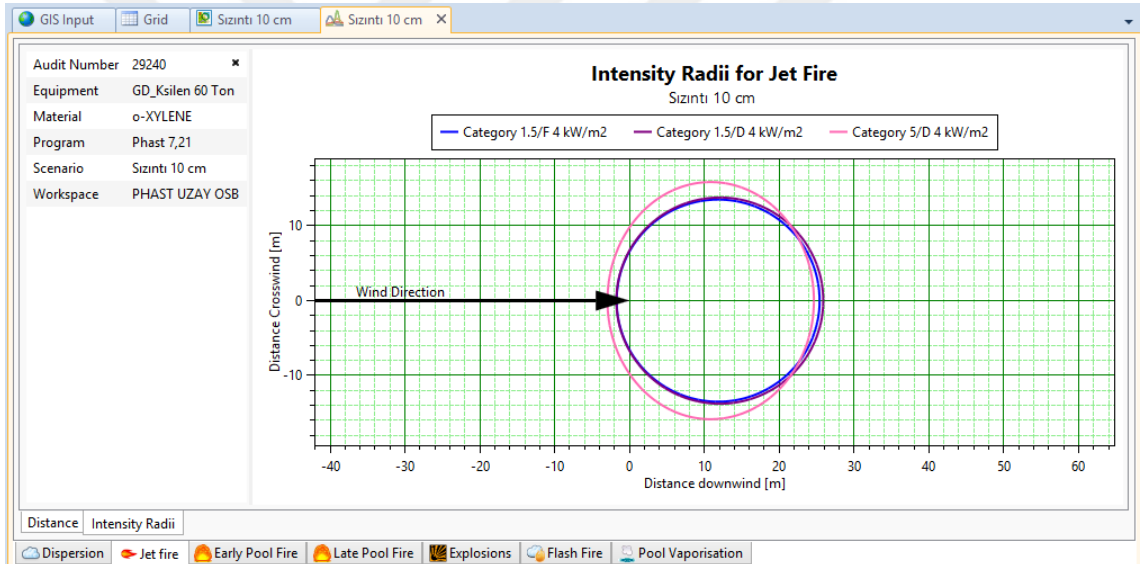 GIS Input
Grid
Sızıntı 10 cm
Sızıntı 10 cm
Audit Number 29240
Equipment GD_Ksilen 60 Ton
Material o-XYLENE
Program Phast 7,21
Scenario Sızıntı 10 cm
Workspace PHAST UZAY OSB
Intensity Radii for Jet Fire
Sızıntı 10 cm
Category 1.5/F 4 kW/m2 Category 1.5/D 4 kW/m2 Category 5/D 4 kW/m2
Distance Crosswind [m]
10
0
-10
Wind Direction
-40 -30 -20 -10 0 10 20 30 40 50 60
Distance downwind [m]
Distance Intensity Radii
Dispersion Jet fire Early Pool Fire Late Pool Fire Explosions Flash Fire Pool Vaporisation